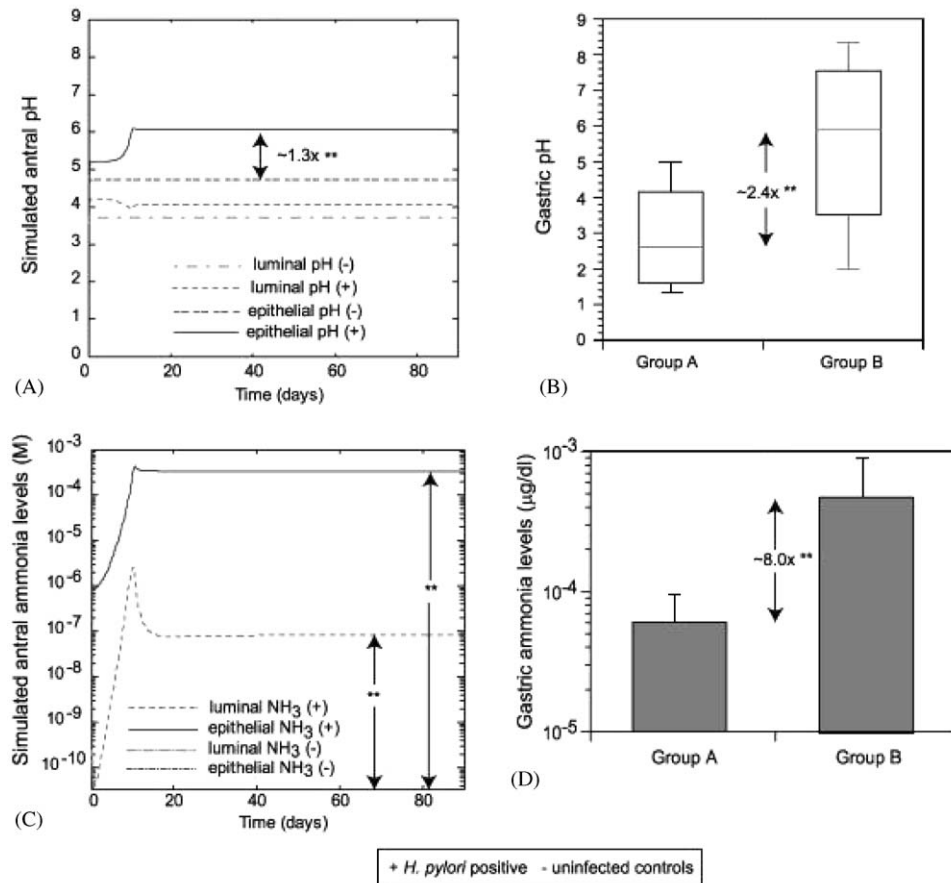 9
8
7
6
5
4
3
2
1
0
Simulated antral pH
~1.3x **
luminal pH (-)
luminal pH (+)
epithelial pH (-)
epithelial pH (+)
0 20 40 60 80
Time (days)
(A)
9
8
7
6
5
4
3
2
1
0
Gastric pH
~2.4x **
Group A Group B
(B)
10⁻³
10⁻⁴
10⁻⁵
10⁻⁶
10⁻⁷
10⁻⁸
10⁻⁹
10⁻¹⁰
Simulated antral ammonia levels (M)
**
**
luminal NH₃ (+)
epithelial NH₃ (+)
luminal NH₃ (-)
epithelial NH₃ (-)
0 20 40 60 80
Time (days)
(C)
10⁻³
10⁻⁴
10⁻⁵
Gastric ammonia levels (µg/dl)
~8.0x **
Group A Group B
(D)
+ H. pylori positive - uninfected controls